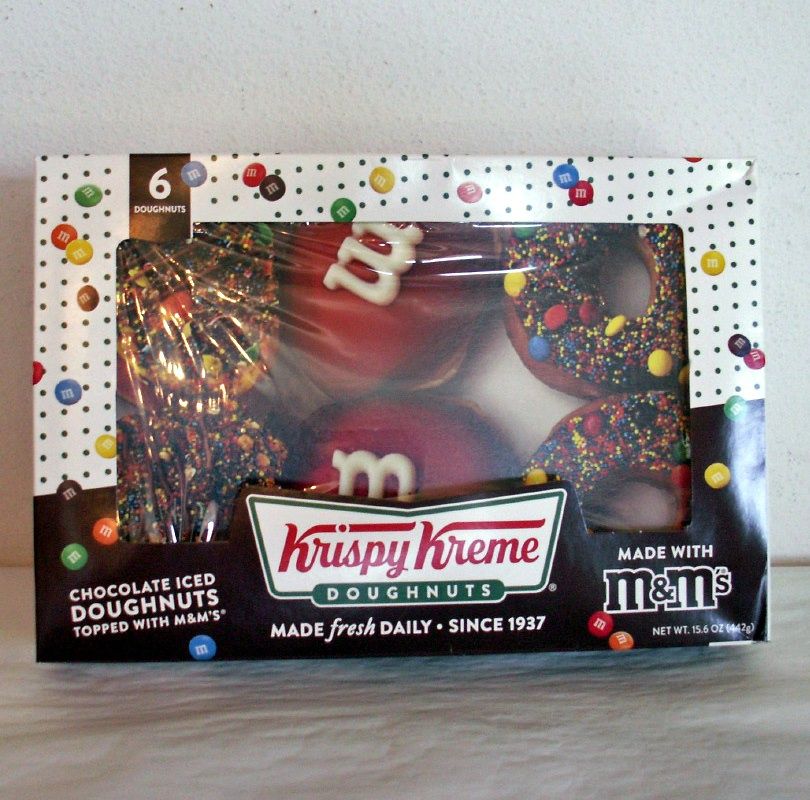 6
DOUGHNUTS
m
m
Krispy Kreme
DOUGHNUTS®
MADE fresh DAILY • SINCE 1937
CHOCOLATE ICED
DOUGHNUTS
TOPPED WITH M&M'S®
MADE WITH
m&m's®
NET WT. 15.6 OZ (442g)